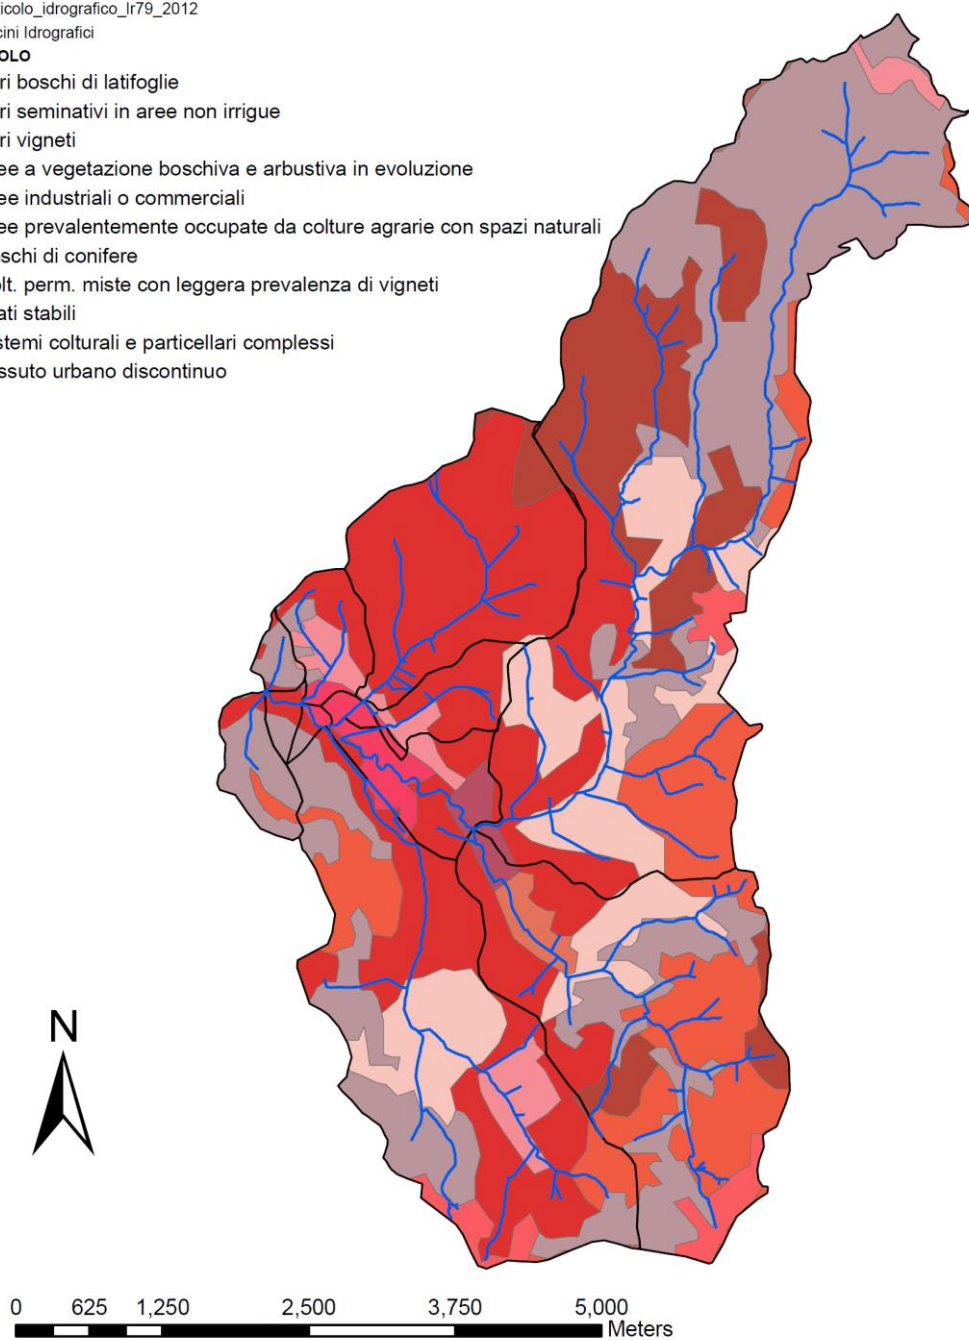 icolo_idrografico_lr79_2012
cini Idrografici
OLO
ri boschi di latifoglie
ri seminativi in aree non irrigue
ri vigneti
ee a vegetazione boschiva e arbustiva in evoluzione
ee industriali o commerciali
ee prevalentemente occupate da colture agrarie con spazi naturali
schi di conifere
lt. perm. miste con leggera prevalenza di vigneti
ati stabili
stemi colturali e particellari complessi
ssuto urbano discontinuo
N
0 625 1,250 2,500 3,750 5,000
Meters